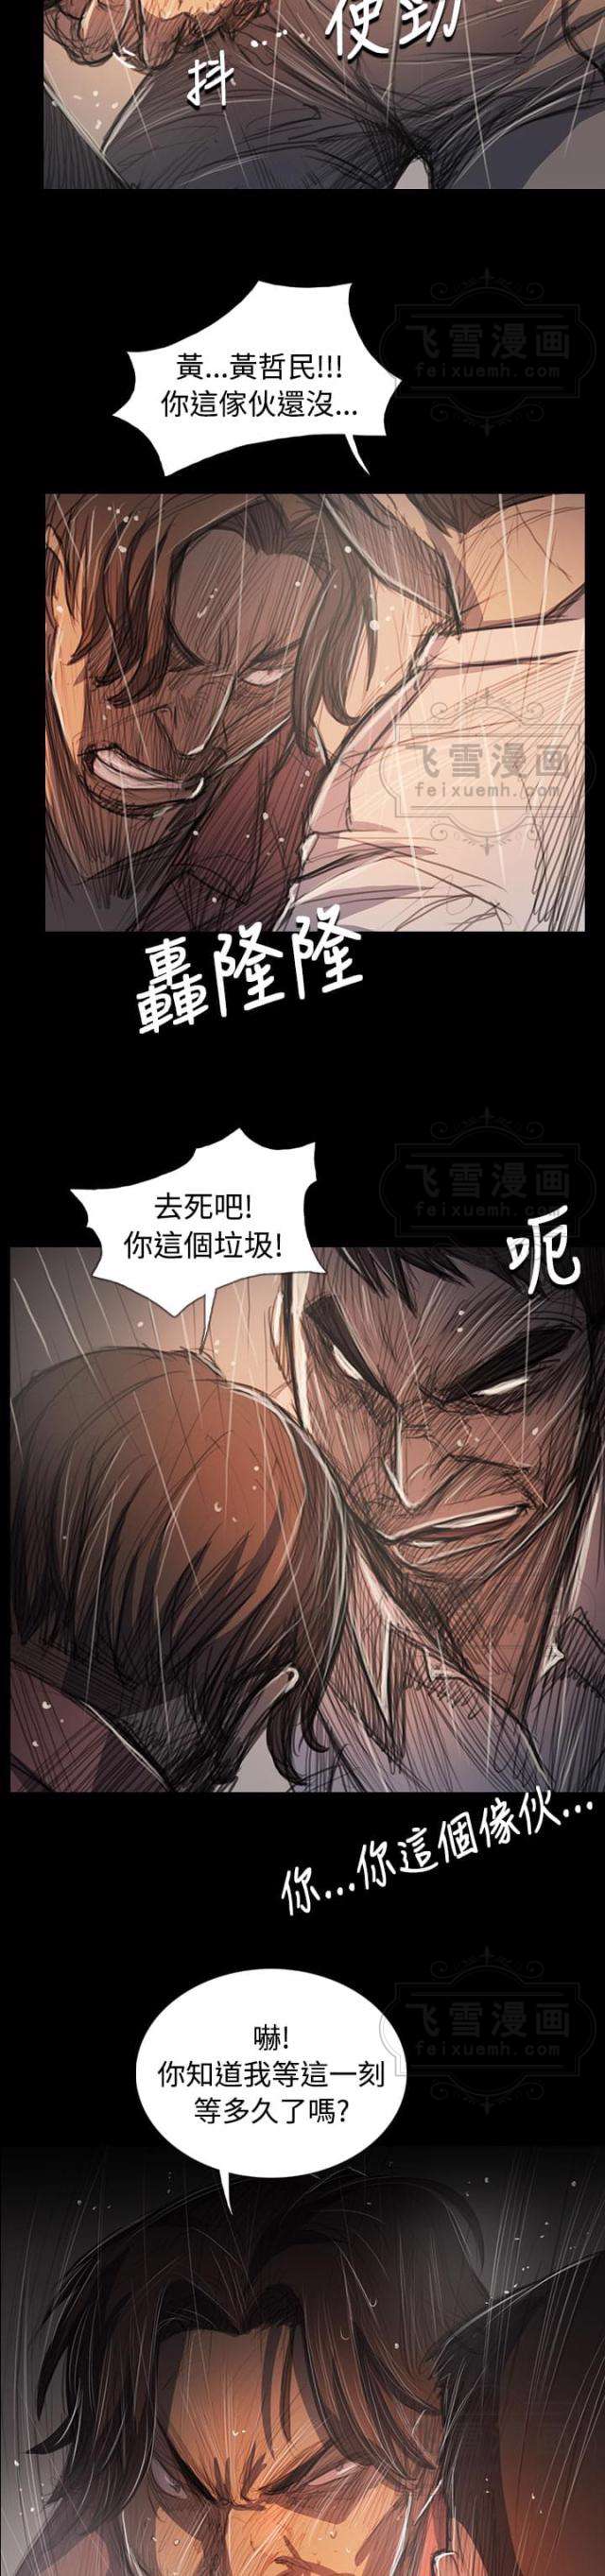 使勁
抖
飞雪漫画
feixuemh.com
黃...黃哲民!!!
你這傢伙還沒...
飞雪漫画
feixuemh.com
轟隆隆
飞雪漫画
feixuemh.com
去死吧!
你這個垃圾!
呃
你...你這個傢伙...
飞雪漫画
feixuemh.com
嚇!
你知道我等這一刻
等多久了嗎?